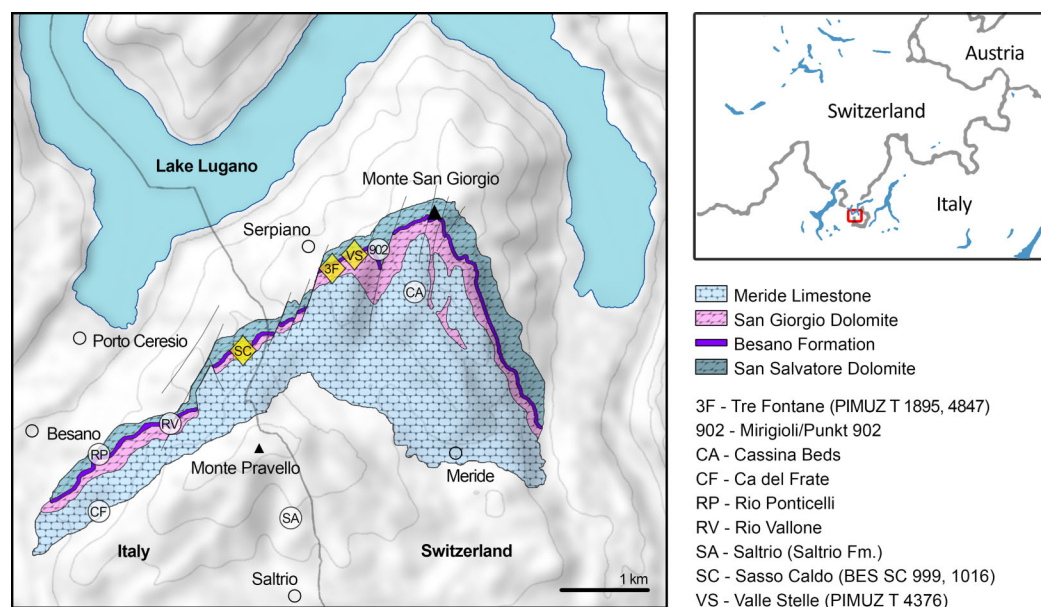 Lake Lugano
Monte San Giorgio
Serpiano
902
VS
3F
CA
Porto Ceresio
SC
Besano
RV
RP
Monte Pravello
Meride
CF
SA
Italy
Switzerland
Saltrio
1 km
Austria
Switzerland
Italy
Meride Limestone
San Giorgio Dolomite
Besano Formation
San Salvatore Dolomite
3F - Tre Fontane (PIMUZ T 1895, 4847)
902 - Mirigioli/Punkt 902
CA - Cassina Beds
CF - Ca del Frate
RP - Rio Ponticelli
RV - Rio Vallone
SA - Saltrio (Saltrio Fm.)
SC - Sasso Caldo (BES SC 999, 1016)
VS - Valle Stelle (PIMUZ T 4376)